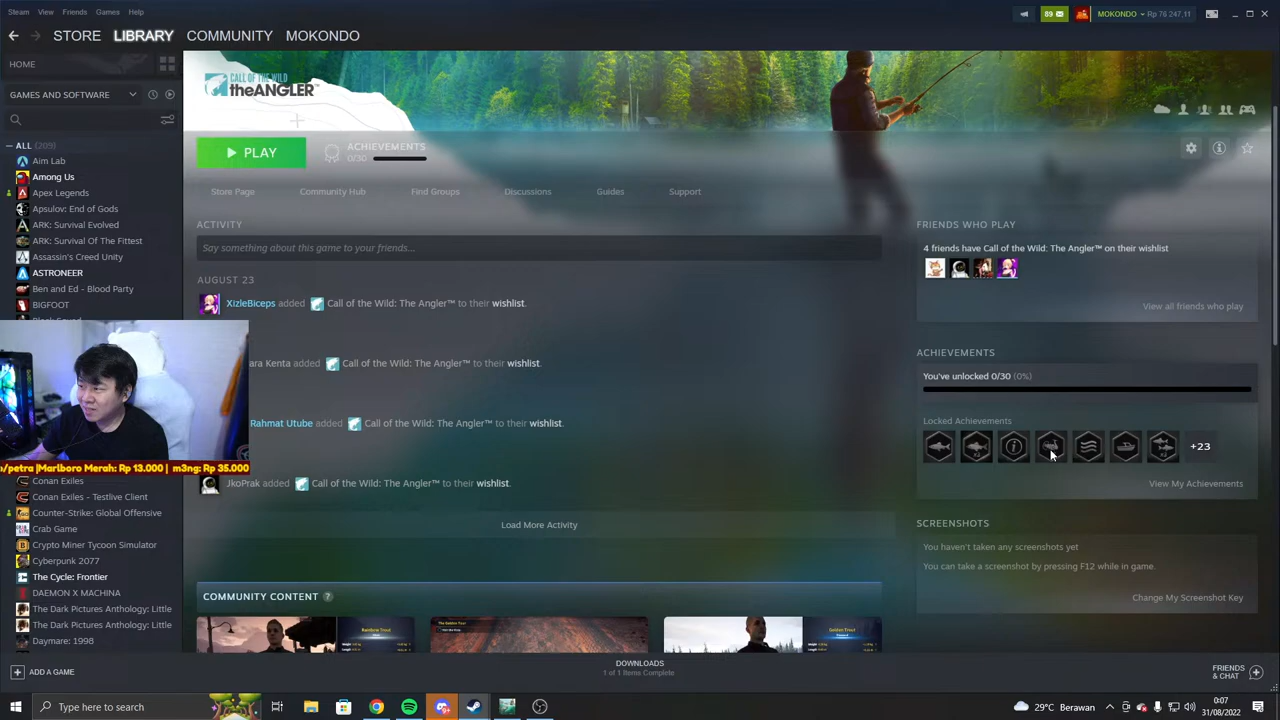 Steam View Friends Games Help
89
MOKONDO Rp 76 247,11
STORE LIBRARY COMMUNITY MOKONDO
HOME
GAMES AND SOFTWARE
ALL (209)
Aim Lab
Among Us
Apex Legends
Apsulov: End of Gods
ARK: Survival Evolved
ARK: Survival Of The Fittest
Assassin's Creed Unity
ASTRONEER
Ben and Ed - Blood Party
BIGFOOT
/petra |Marlboro Merah: Rp 13.000 | m3ng: Rp 35.000
Conan Exiles
Conan Exiles - Testlive Client
Counter-Strike: Global Offensive
Crab Game
Crypto Miner Tycoon Simulator
Cyberpunk 2077
The Cycle: Frontier
DAEMON X MACHINA
The Dark Pictures Anthology: Little
The Dark Pictures Anthology: Little
Daymare: 1998
ADD A GAME
CALL OF THE WILD
theANGLER™
PLAY
ACHIEVEMENTS
0/30
Store Page Community Hub Find Groups Discussions Guides Support
ACTIVITY
Say something about this game to your friends...
AUGUST 23
XizleBiceps added Call of the Wild: The Angler™ to their wishlist.
ara Kenta added Call of the Wild: The Angler™ to their wishlist.
Rahmat Utube added Call of the Wild: The Angler™ to their wishlist.
JkoPrak added Call of the Wild: The Angler™ to their wishlist.
Load More Activity
COMMUNITY CONTENT ?
Rainbow Trout
Golden Trout
FRIENDS WHO PLAY
4 friends have Call of the Wild: The Angler™ on their wishlist
View all friends who play
ACHIEVEMENTS
You've unlocked 0/30 (0%)
Locked Achievements
+23
View My Achievements
SCREENSHOTS
You haven't taken any screenshots yet
You can take a screenshot by pressing F12 while in game.
Change My Screenshot Key
DOWNLOADS
1 of 1 Items Complete
FRIENDS
& CHAT
Type here to search
29°C Berawan
0:07
31/08/2022